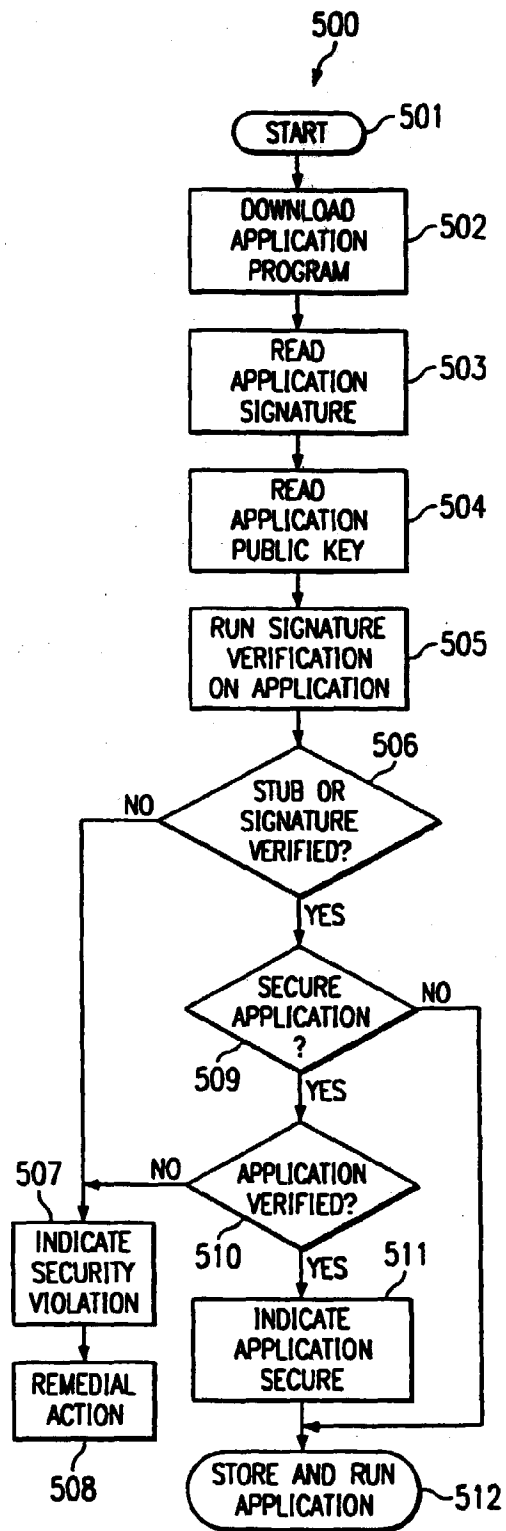 500
START
501
DOWNLOAD
APPLICATION
PROGRAM
502
READ
APPLICATION
SIGNATURE
503
READ
APPLICATION
PUBLIC KEY
504
RUN SIGNATURE
VERIFICATION
ON APPLICATION
505
506
STUB OR
SIGNATURE
VERIFIED?
NO
YES
SECURE
APPLICATION
?
509
NO
YES
APPLICATION
VERIFIED?
510
NO
YES
507
INDICATE
SECURITY
VIOLATION
511
INDICATE
APPLICATION
SECURE
REMEDIAL
ACTION
508
STORE AND RUN
APPLICATION
512